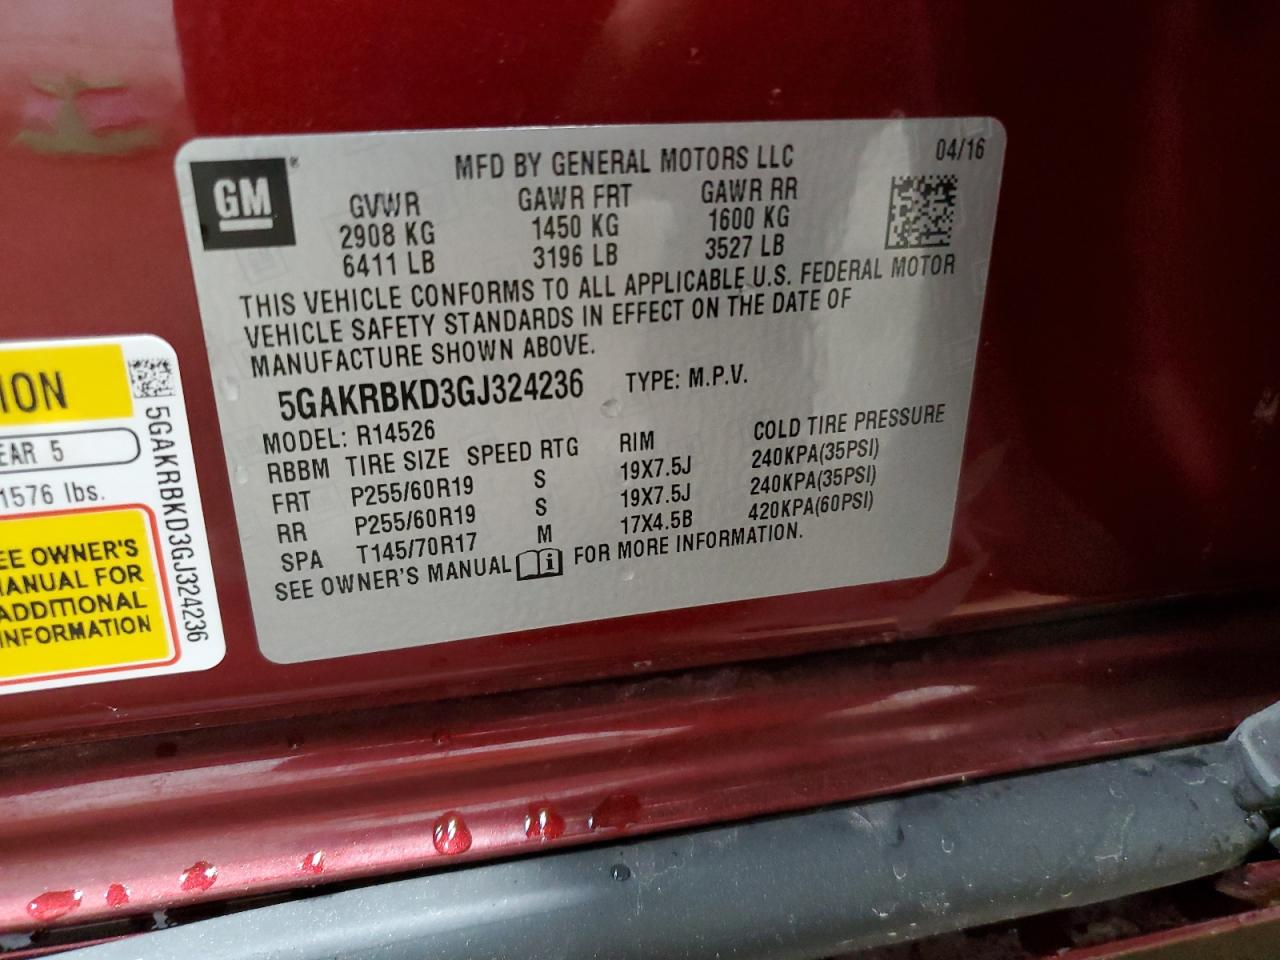 GM
MFD BY GENERAL MOTORS LLC
04/16
GVWR GAWR FRT GAWR RR
2908 KG 1450 KG 1600 KG
6411 LB 3196 LB 3527 LB
THIS VEHICLE CONFORMS TO ALL APPLICABLE U.S. FEDERAL MOTOR
VEHICLE SAFETY STANDARDS IN EFFECT ON THE DATE OF
MANUFACTURE SHOWN ABOVE.
5GAKRBKD3GJ324236 TYPE: M.P.V.
MODEL: R14526
RBBM TIRE SIZE SPEED RTG RIM COLD TIRE PRESSURE
FRT P255/60R19 S 19X7.5J 240KPA(35PSI)
RR P255/60R19 S 19X7.5J 240KPA(35PSI)
SPA T145/70R17 M 17X4.5B 420KPA(60PSI)
SEE OWNER'S MANUAL i FOR MORE INFORMATION.
ION
EAR 5
1576 lbs.
EE OWNER'S
ANUAL FOR
ADDITIONAL
INFORMATION
5GAKRBKD3GJ324236